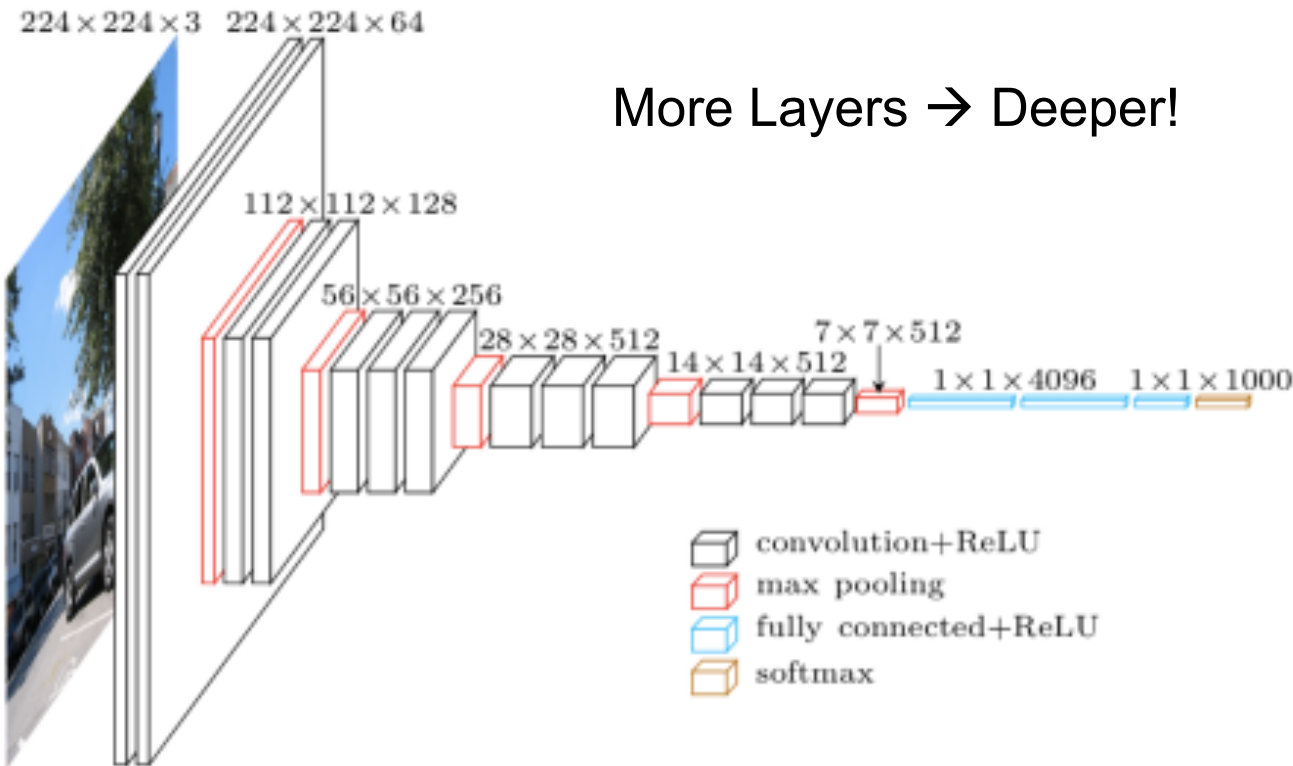 224×224×3
224×224×64
More Layers → Deeper!
112×112×128
56×56×256
28×28×512
14×14×512
7×7×512
1×1×4096
1×1×1000
convolution+ReLU
max pooling
fully connected+ReLU
softmax